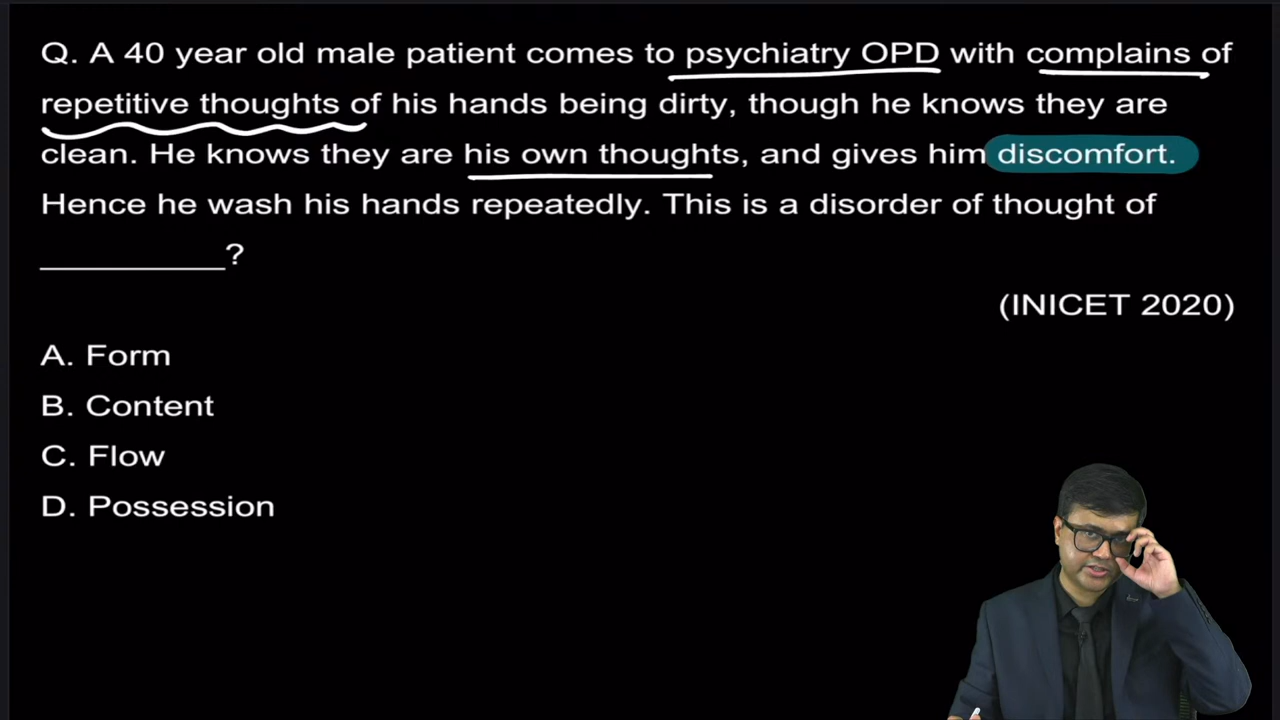 Q. A 40 year old male patient comes to psychiatry OPD with complains of
repetitive thoughts of his hands being dirty, though he knows they are
clean. He knows they are his own thoughts, and gives him discomfort.
Hence he wash his hands repeatedly. This is a disorder of thought of
___________?
(INICET 2020)
A. Form
B. Content
C. Flow
D. Possession